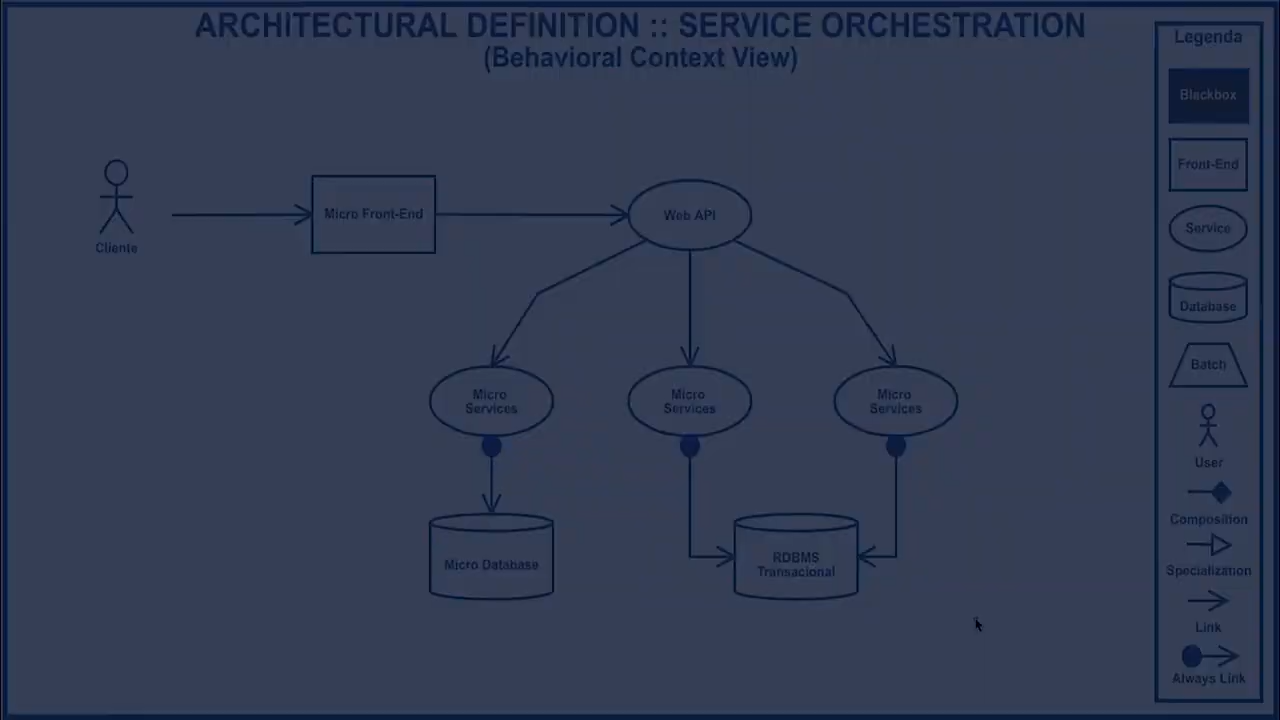 ARCHITECTURAL DEFINITION :: SERVICE ORCHESTRATION
(Behavioral Context View)
Legenda
Blackbox
Front-End
Service
Database
Batch
User
Composition
Specialization
Link
Always Link
Cliente
Micro Front-End
Web API
Micro
Services
Micro
Services
Micro
Services
Micro Database
RDBMS
Transacional